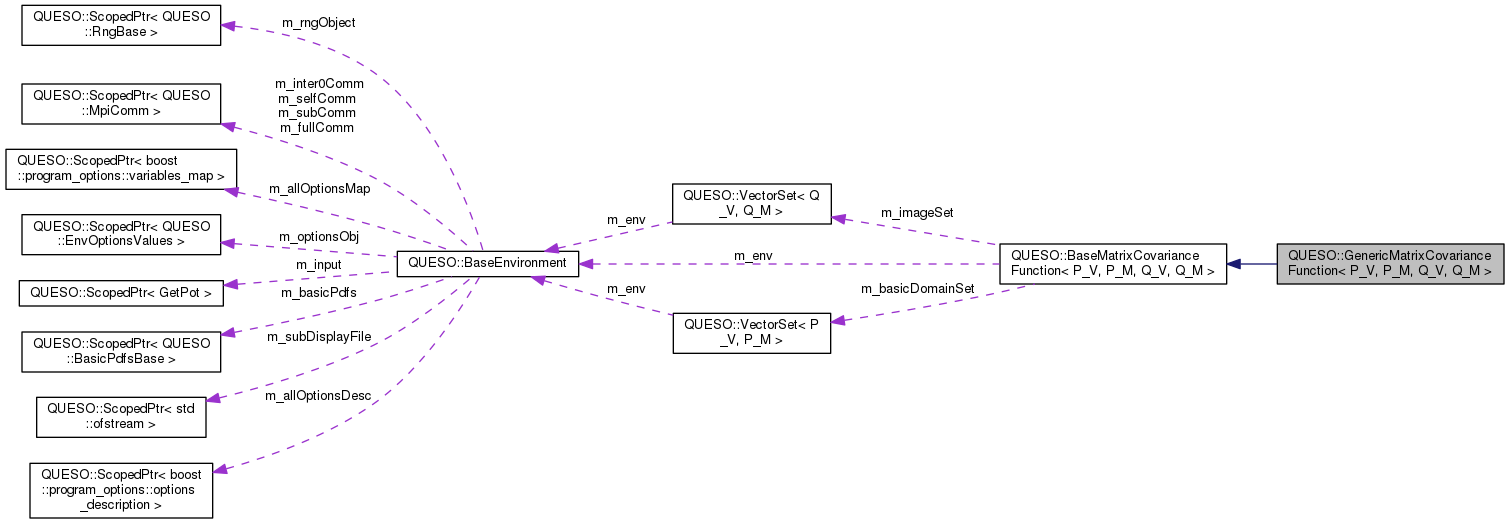 QUESO::ScopedPtr< QUESO
::RngBase >
m_rngObject
QUESO::ScopedPtr< QUESO
::MpiComm >
m_inter0Comm
m_selfComm
m_subComm
m_fullComm
QUESO::ScopedPtr< boost
::program_options::variables_map >
m_allOptionsMap
QUESO::ScopedPtr< QUESO
::EnvOptionsValues >
m_optionsObj
QUESO::ScopedPtr< GetPot >
m_input
QUESO::ScopedPtr< QUESO
::BasicPdfsBase >
m_basicPdfs
QUESO::ScopedPtr< std
::ofstream >
m_subDisplayFile
QUESO::ScopedPtr< boost
::program_options::options
_description >
m_allOptionsDesc
QUESO::BaseEnvironment
m_env
m_env
m_env
QUESO::VectorSet< Q
_V, Q_M >
QUESO::VectorSet< P
_V, P_M >
m_imageSet
m_basicDomainSet
QUESO::BaseMatrixCovariance
Function< P_V, P_M, Q_V, Q_M >
QUESO::GenericMatrixCovariance
Function< P_V, P_M, Q_V, Q_M >